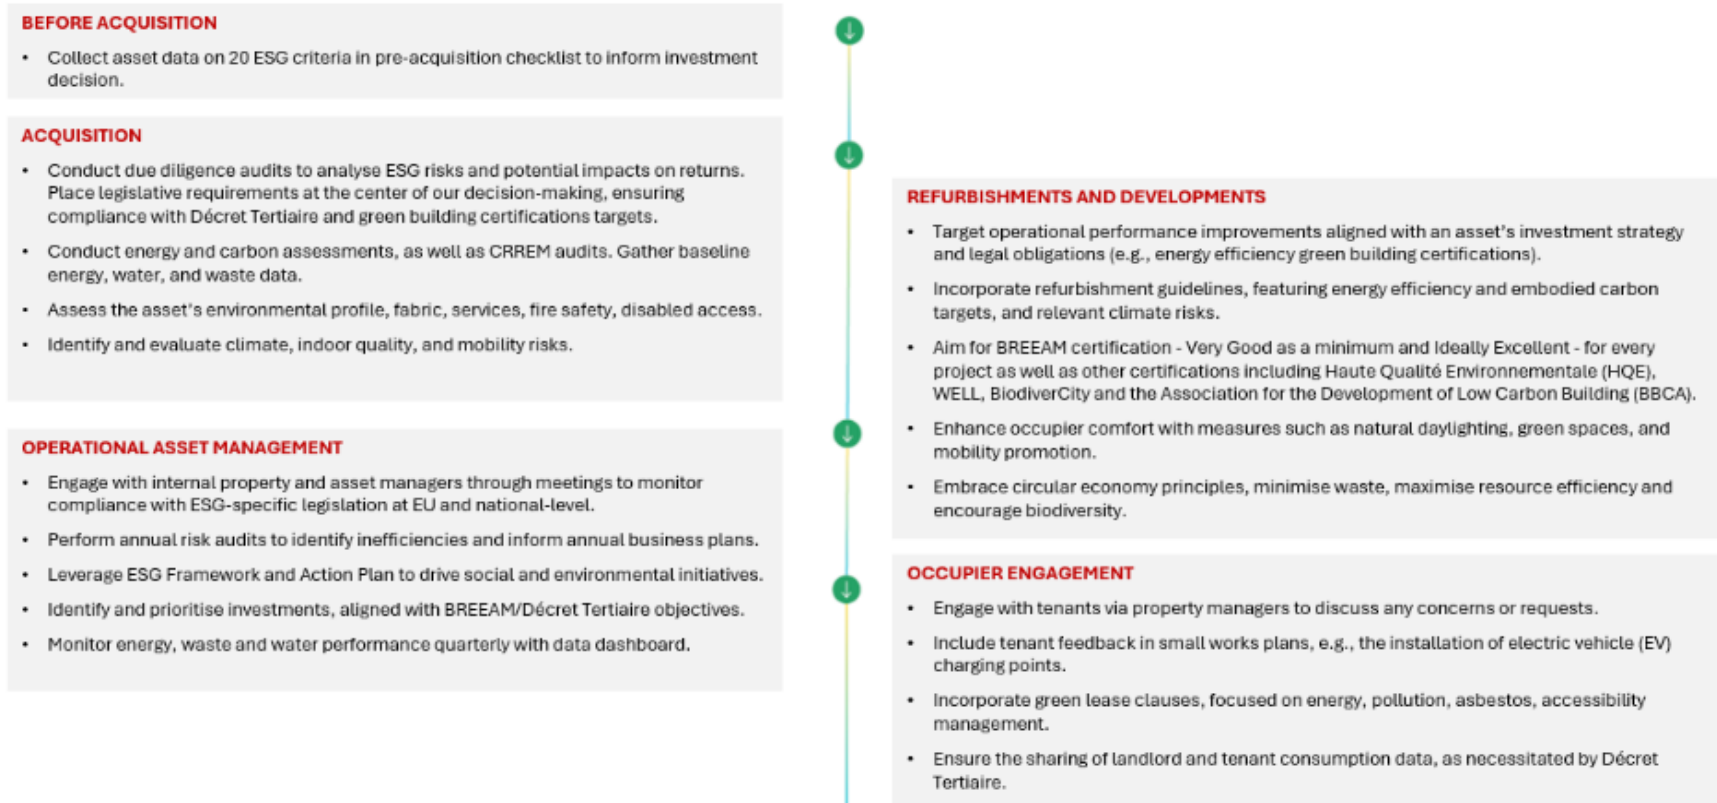 BEFORE ACQUISITION
• Collect asset data on 20 ESG criteria in pre-acquisition checklist to inform investment
decision.
ACQUISITION
• Conduct due diligence audits to analyse ESG risks and potential impacts on returns.
Place legislative requirements at the center of our decision-making, ensuring
compliance with Décret Tertiaire and green building certifications targets.
• Conduct energy and carbon assessments, as well as CRREM audits. Gather baseline
energy, water, and waste data.
• Assess the asset's environmental profile, fabric, services, fire safety, disabled access.
• Identify and evaluate climate, indoor quality, and mobility risks.
OPERATIONAL ASSET MANAGEMENT
• Engage with internal property and asset managers through meetings to monitor
compliance with ESG-specific legislation at EU and national-level.
• Perform annual risk audits to identify inefficiencies and inform annual business plans.
• Leverage ESG Framework and Action Plan to drive social and environmental initiatives.
• Identify and prioritise investments, aligned with BREEAM/Décret Tertiaire objectives.
• Monitor energy, waste and water performance quarterly with data dashboard.
REFURBISHMENTS AND DEVELOPMENTS
• Target operational performance improvements aligned with an asset's investment strategy
and legal obligations (e.g., energy efficiency green building certifications).
• Incorporate refurbishment guidelines, featuring energy efficiency and embodied carbon
targets, and relevant climate risks.
• Aim for BREEAM certification - Very Good as a minimum and Ideally Excellent - for every
project as well as other certifications including Haute Qualité Environnementale (HQE),
WELL, BiodiverCity and the Association for the Development of Low Carbon Building (BBCA).
• Enhance occupier comfort with measures such as natural daylighting, green spaces, and
mobility promotion.
• Embrace circular economy principles, minimise waste, maximise resource efficiency and
encourage biodiversity.
OCCUPIER ENGAGEMENT
• Engage with tenants via property managers to discuss any concerns or requests.
• Include tenant feedback in small works plans, e.g., the installation of electric vehicle (EV)
charging points.
• Incorporate green lease clauses, focused on energy, pollution, asbestos, accessibility
management.
• Ensure the sharing of landlord and tenant consumption data, as necessitated by Décret
Tertiaire.